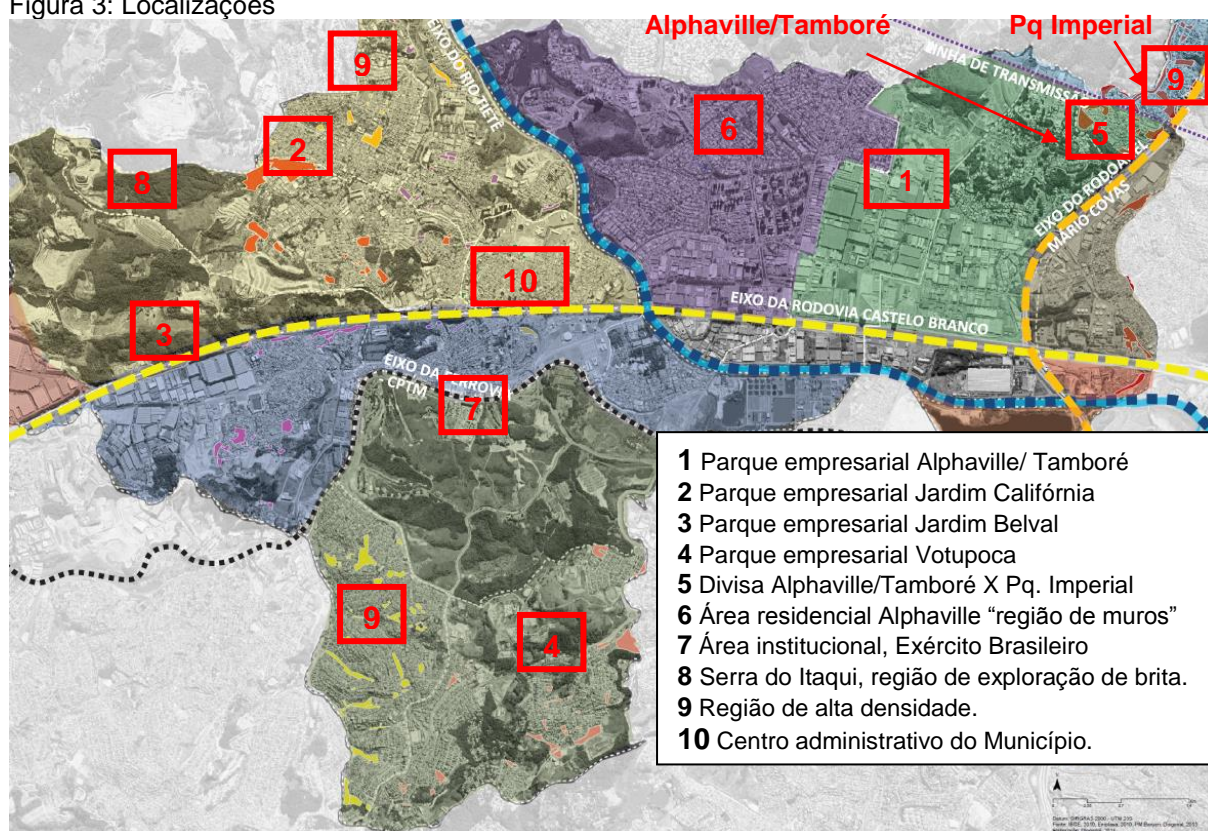 Figura 3: Localizações
Alphaville/Tamboré
Pq Imperial
9
EIXO DO RIO TIETÊ
LINHA DE TRANSMISSÃO
9
2
6
5
8
1
EIXO DO RODOANEL
MÁRIO COVAS
10
3
EIXO DA RODOVIA CASTELO BRANCO
EIXO DA FERROVI
CPTM
7
9
4
1 Parque empresarial Alphaville/ Tamboré
2 Parque empresarial Jardim Califórnia
3 Parque empresarial Jardim Belval
4 Parque empresarial Votupoca
5 Divisa Alphaville/Tamboré X Pq. Imperial
6 Área residencial Alphaville “região de muros”
7 Área institucional, Exército Brasileiro
8 Serra do Itaqui, região de exploração de brita.
9 Região de alta densidade.
10 Centro administrativo do Município.